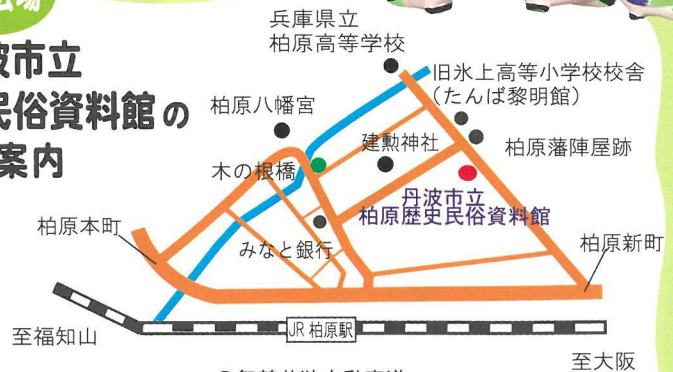 兵庫県立
柏原高等学校
波市立
民俗資料館の
案内
旧氷上高等小学校校舎
（たんば黎明館）
柏原八幡宮
建勲神社
柏原藩陣屋跡
木の根橋
丹波市立
柏原歴史民俗資料館
柏原本町
みなと銀行
柏原新町
JR 柏原駅
至福知山
至大阪